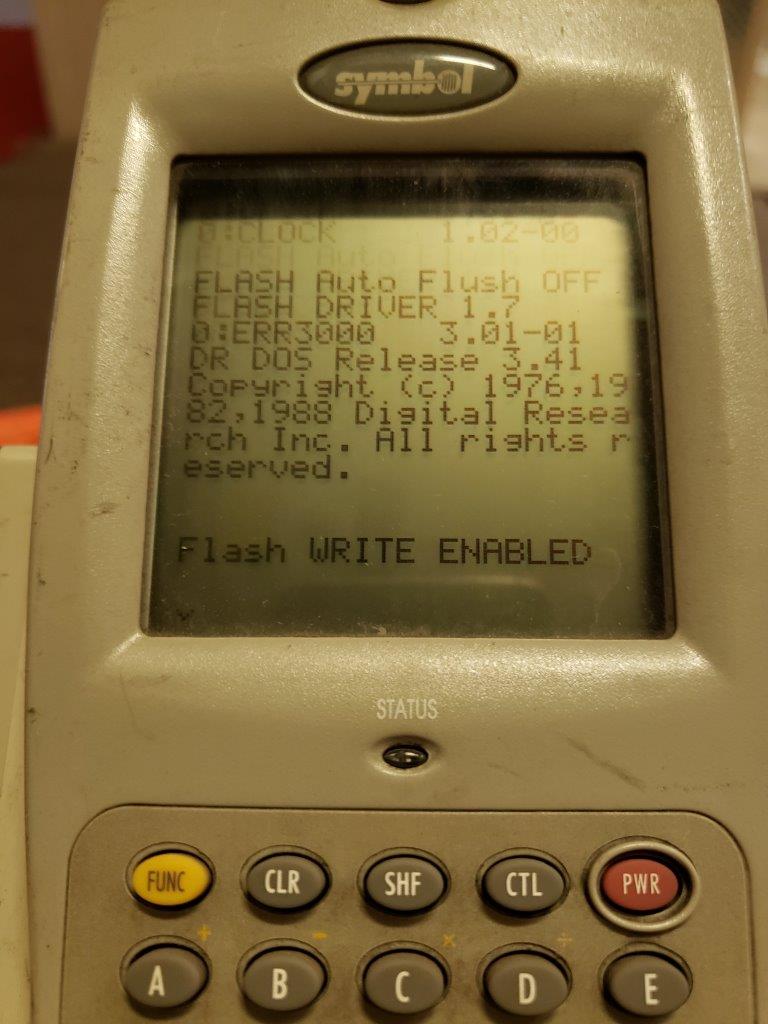 symbol
0:CLOCK 1.02-00
FLASH Auto Flush OFF
FLASH DRIVER 1.7
0:ERR3000 3.01-01
DR DOS Release 3.41
Copyright (c) 1976,19
82,1988 Digital Resea
rch Inc. All rights r
eserved.
Flash WRITE ENABLED
STATUS
FUNC CLR SHF CTL PWR
+ - × ÷
A B C D E